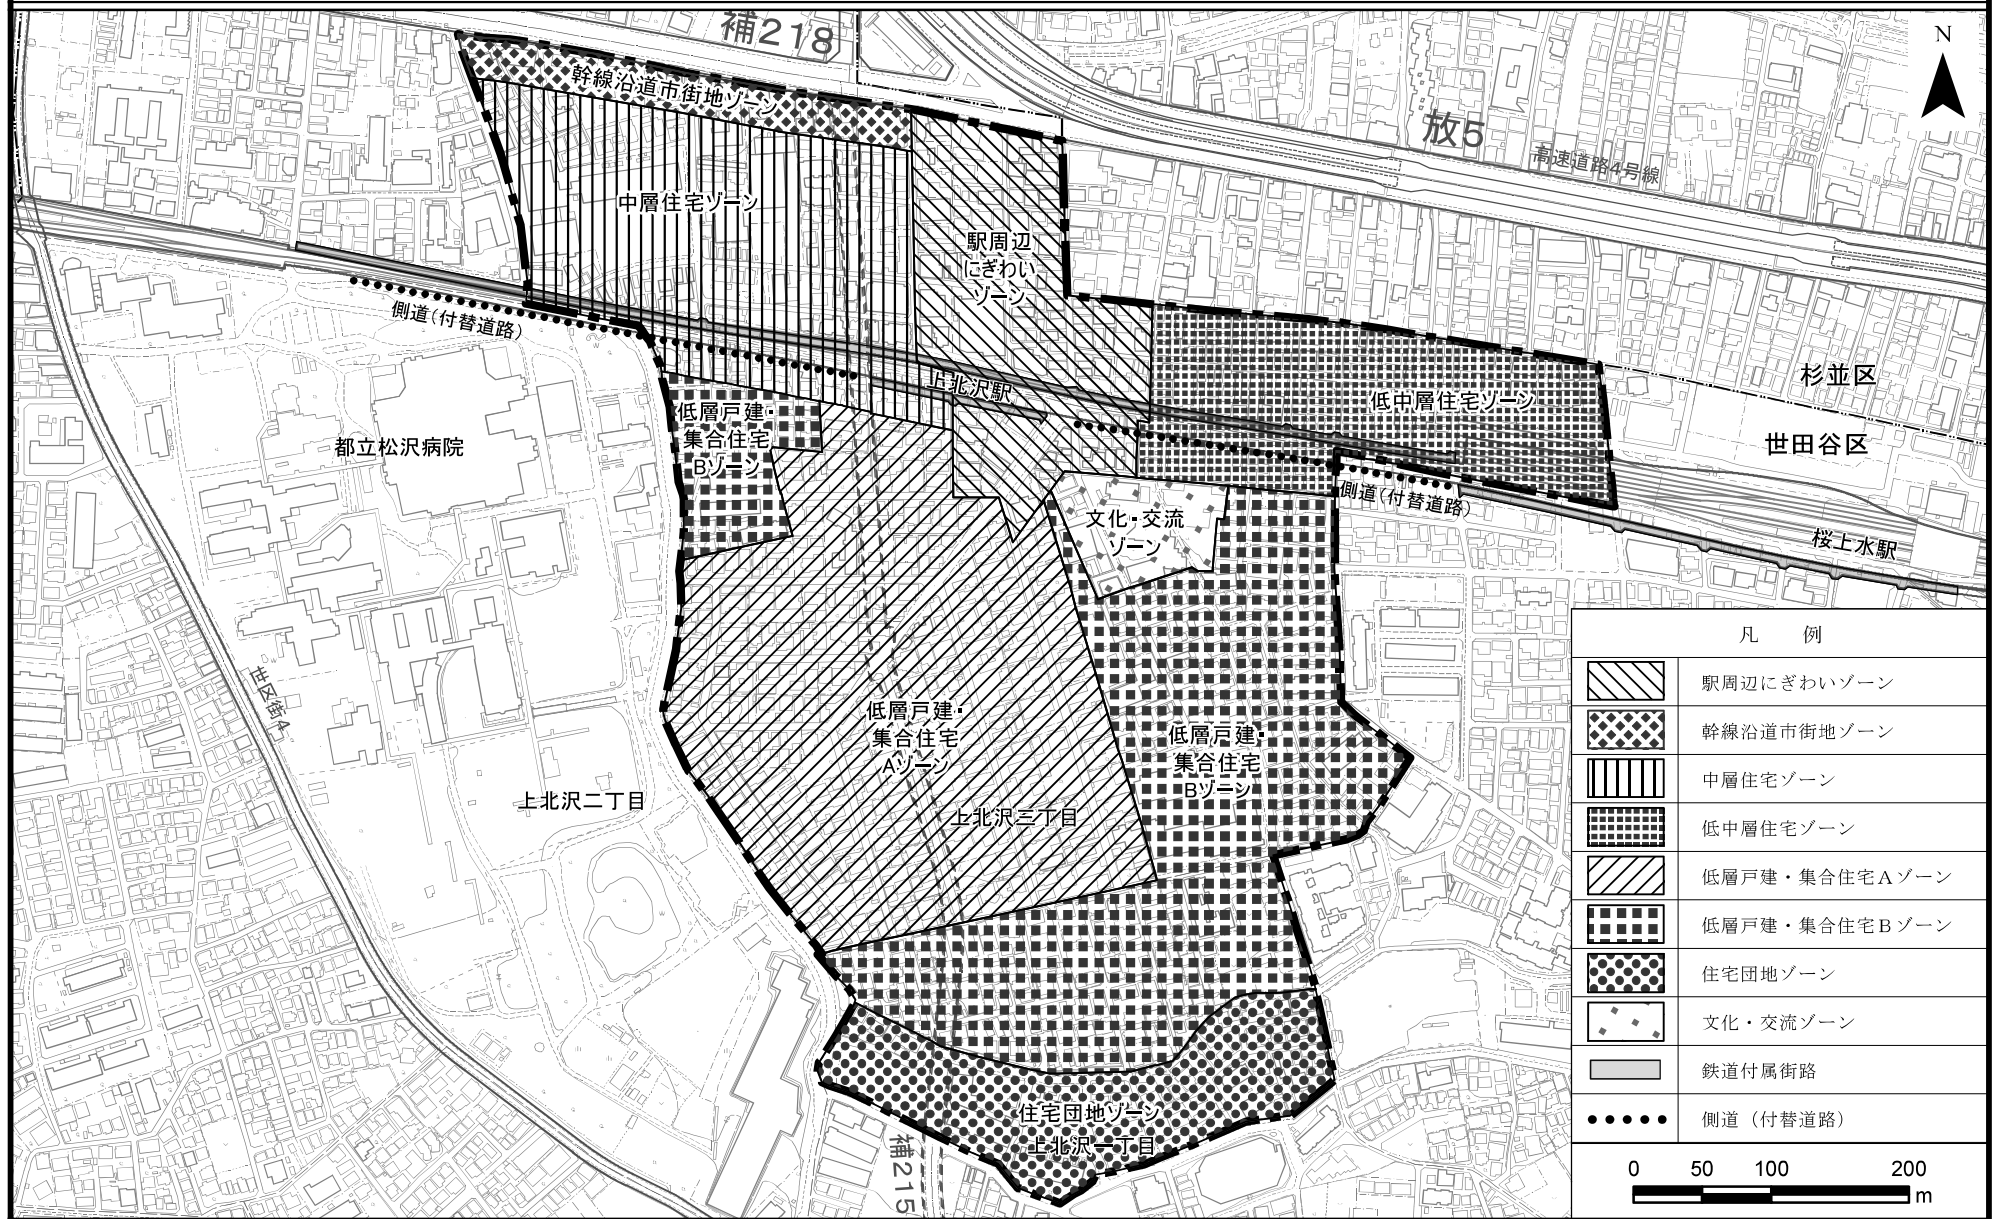 補218
N
幹線沿道市街地ゾーン
放5
高速道路4号線
中層住宅ゾーン
駅周辺
にぎわい
ゾーン
側道(付替道路)
上北沢駅
杉並区
低中層住宅ゾーン
低層戸建・
集合住宅
Bゾーン
都立松沢病院
世田谷区
側道(付替道路)
文化・交流
ゾーン
桜上水駅
世区街4
低層戸建・
集合住宅
Aゾーン
低層戸建・
集合住宅
Bゾーン
上北沢二丁目
上北沢三丁目
住宅団地ゾーン
上北沢一丁目
補215
凡 例
駅周辺にぎわいゾーン
幹線沿道市街地ゾーン
中層住宅ゾーン
低中層住宅ゾーン
低層戸建・集合住宅Aゾーン
低層戸建・集合住宅Bゾーン
住宅団地ゾーン
文化・交流ゾーン
鉄道付属街路
側道(付替道路)
0 50 100 200
m